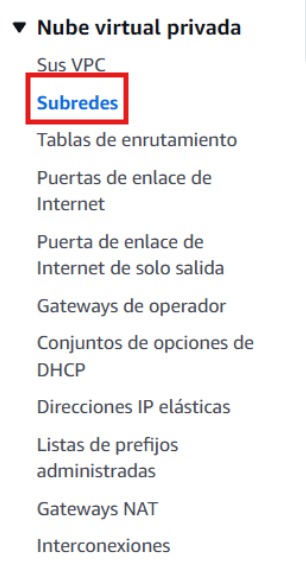 Nube virtual privada
Sus VPC
Subredes
Tablas de enrutamiento
Puertas de enlace de
Internet
Puerta de enlace de
Internet de solo salida
Gateways de operador
Conjuntos de opciones de
DHCP
Direcciones IP elásticas
Listas de prefijos
administradas
Gateways NAT
Interconexiones